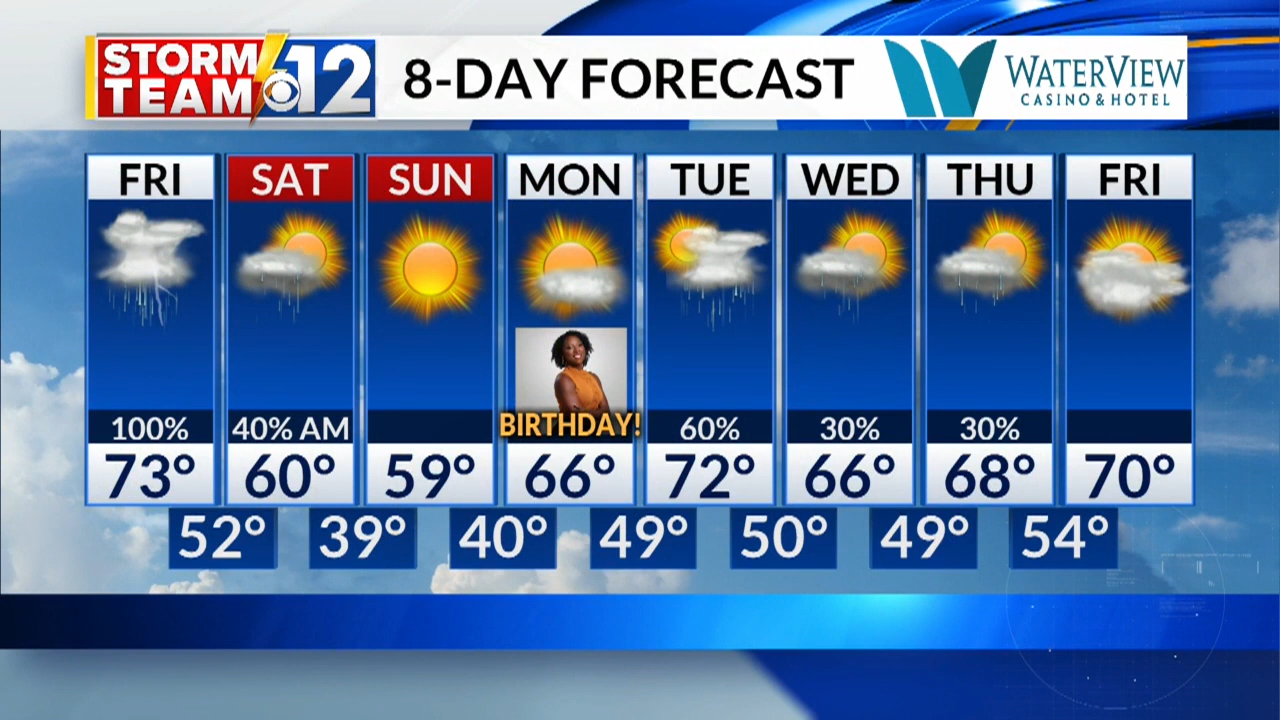 STORM
TEAM
12
8-DAY FORECAST
WATERVIEW
CASINO & HOTEL
FRI SAT SUN MON TUE WED THU FRI
BIRTHDAY!
100% 40% AM 60% 30% 30%
73° 60° 59° 66° 72° 66° 68° 70°
52° 39° 40° 49° 50° 49° 54°